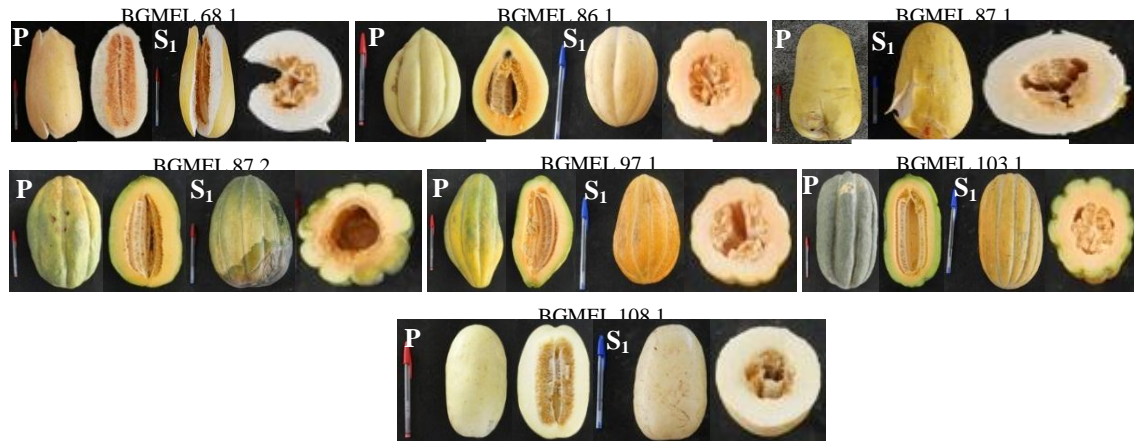 BGMEL 68.1
BGMEL 86.1
BGMEL 87.1
P S1
P S1
P S1
BGMEL 87.2
BGMEL 97.1
BGMEL 103.1
P S1
P S1
P S1
BGMEL 108.1
P S1